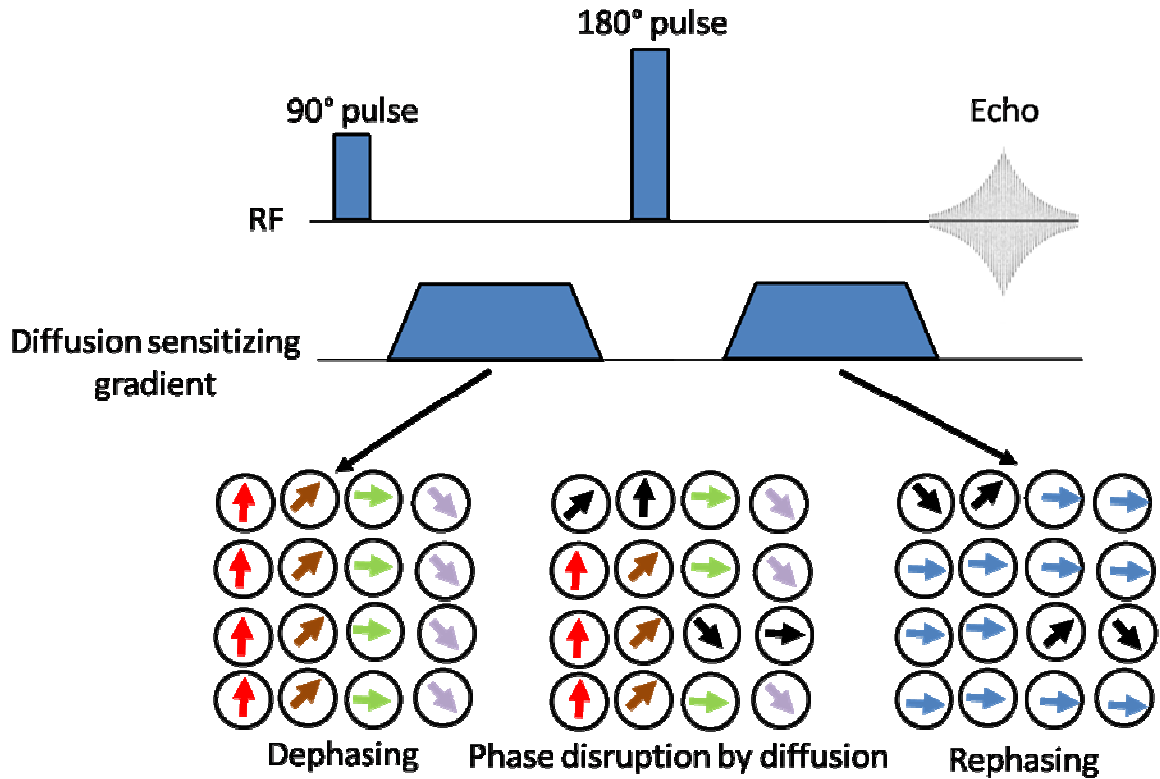 180° pulse
90° pulse
Echo
RF
Diffusion sensitizing
gradient
Dephasing
Phase disruption by diffusion
Rephasing